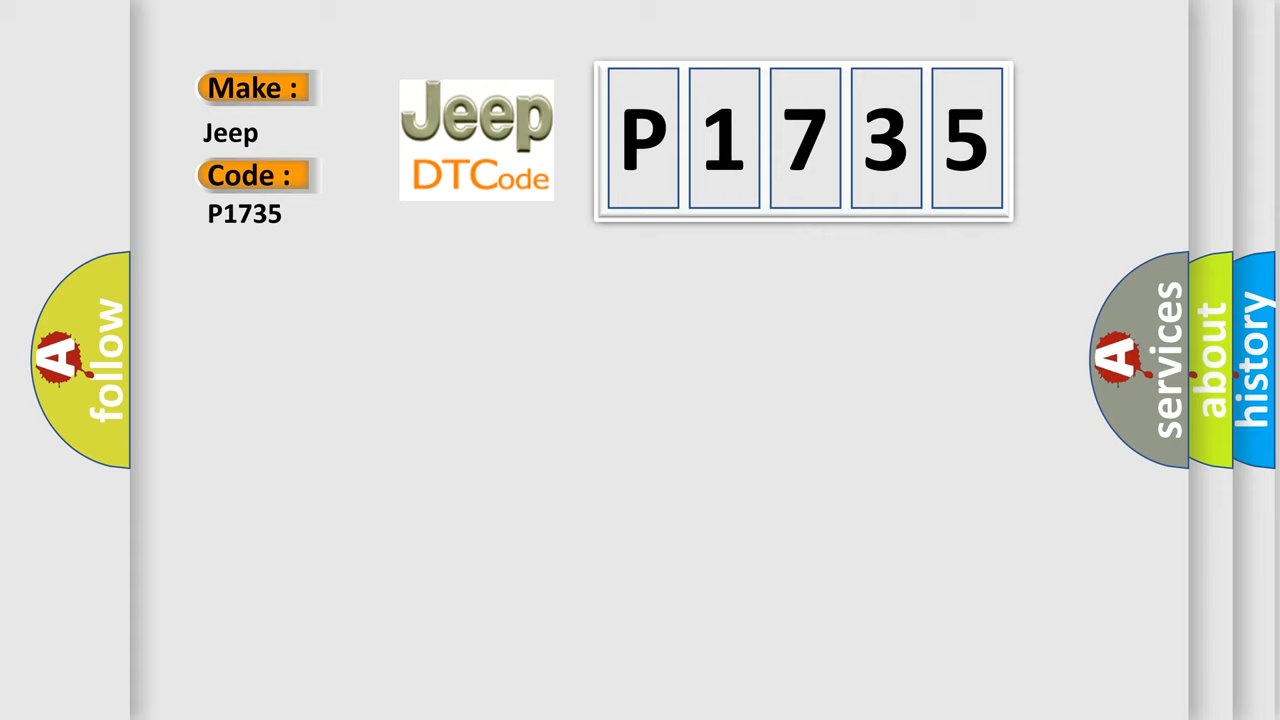 Make :
Jeep
Code :
P1735
Jeep
DTCode
P 1 7 3 5
A follow
A services
about
history